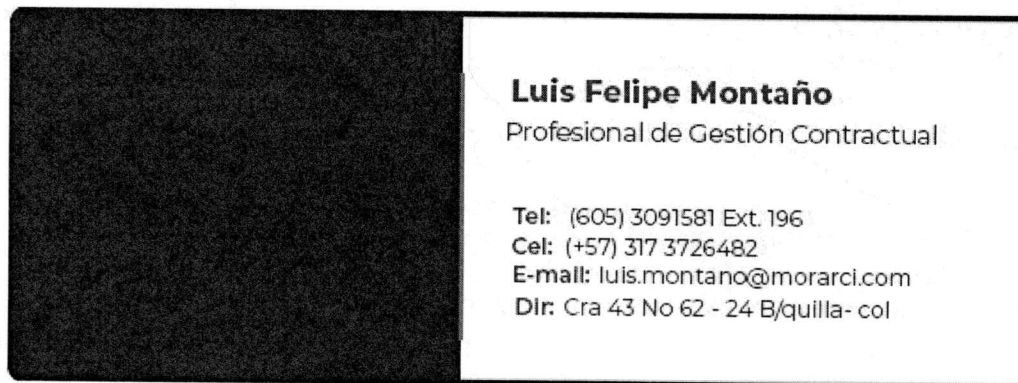 Luis Felipe Montaño
Profesional de Gestión Contractual
Tel: (605) 3091581 Ext. 196
Cel: (+57) 317 3726482
E-mail: luis.montano@morarci.com
Dir: Cra 43 No 62 - 24 B/quilla- col